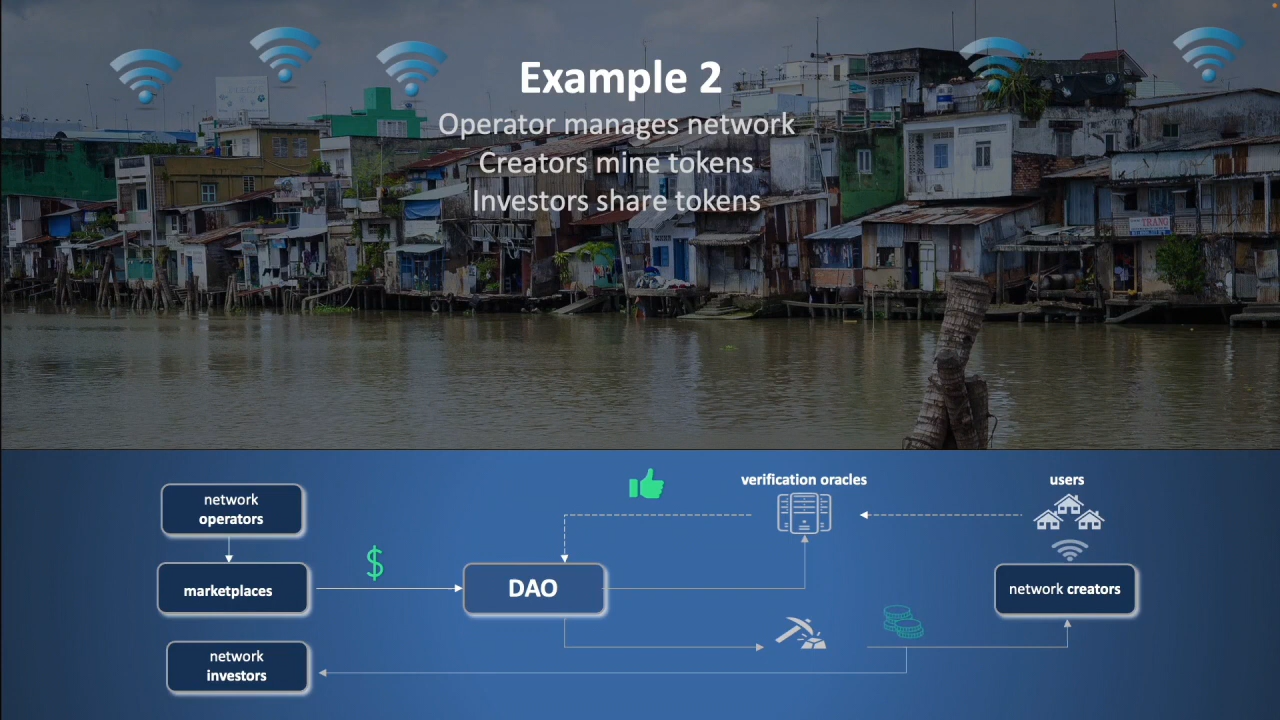 Example 2
Operator manages network
Creators mine tokens
Investors share tokens
TRANG
verification oracles
users
network
operators
$
marketplaces
DAO
network creators
network
investors